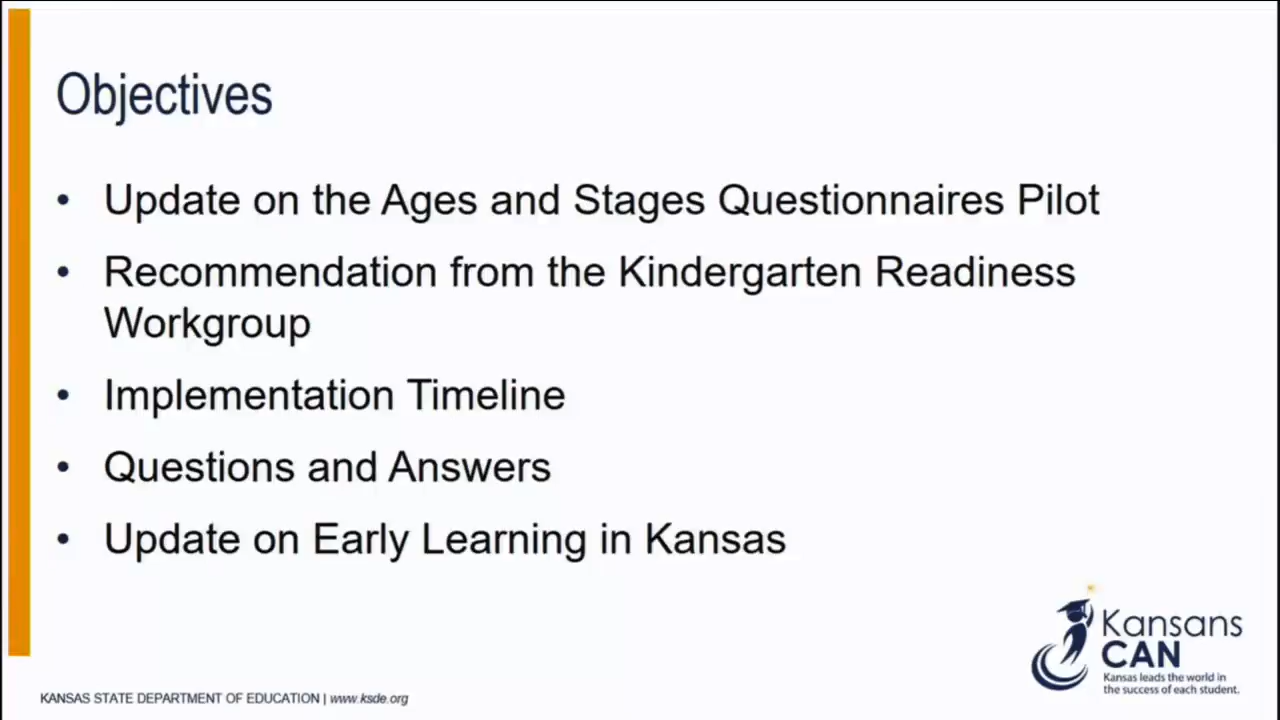 Objectives
• Update on the Ages and Stages Questionnaires Pilot
• Recommendation from the Kindergarten Readiness
Workgroup
• Implementation Timeline
• Questions and Answers
• Update on Early Learning in Kansas
Kansans
CAN
Kansas leads the world in
the success of each student.
KANSAS STATE DEPARTMENT OF EDUCATION | www.ksde.org